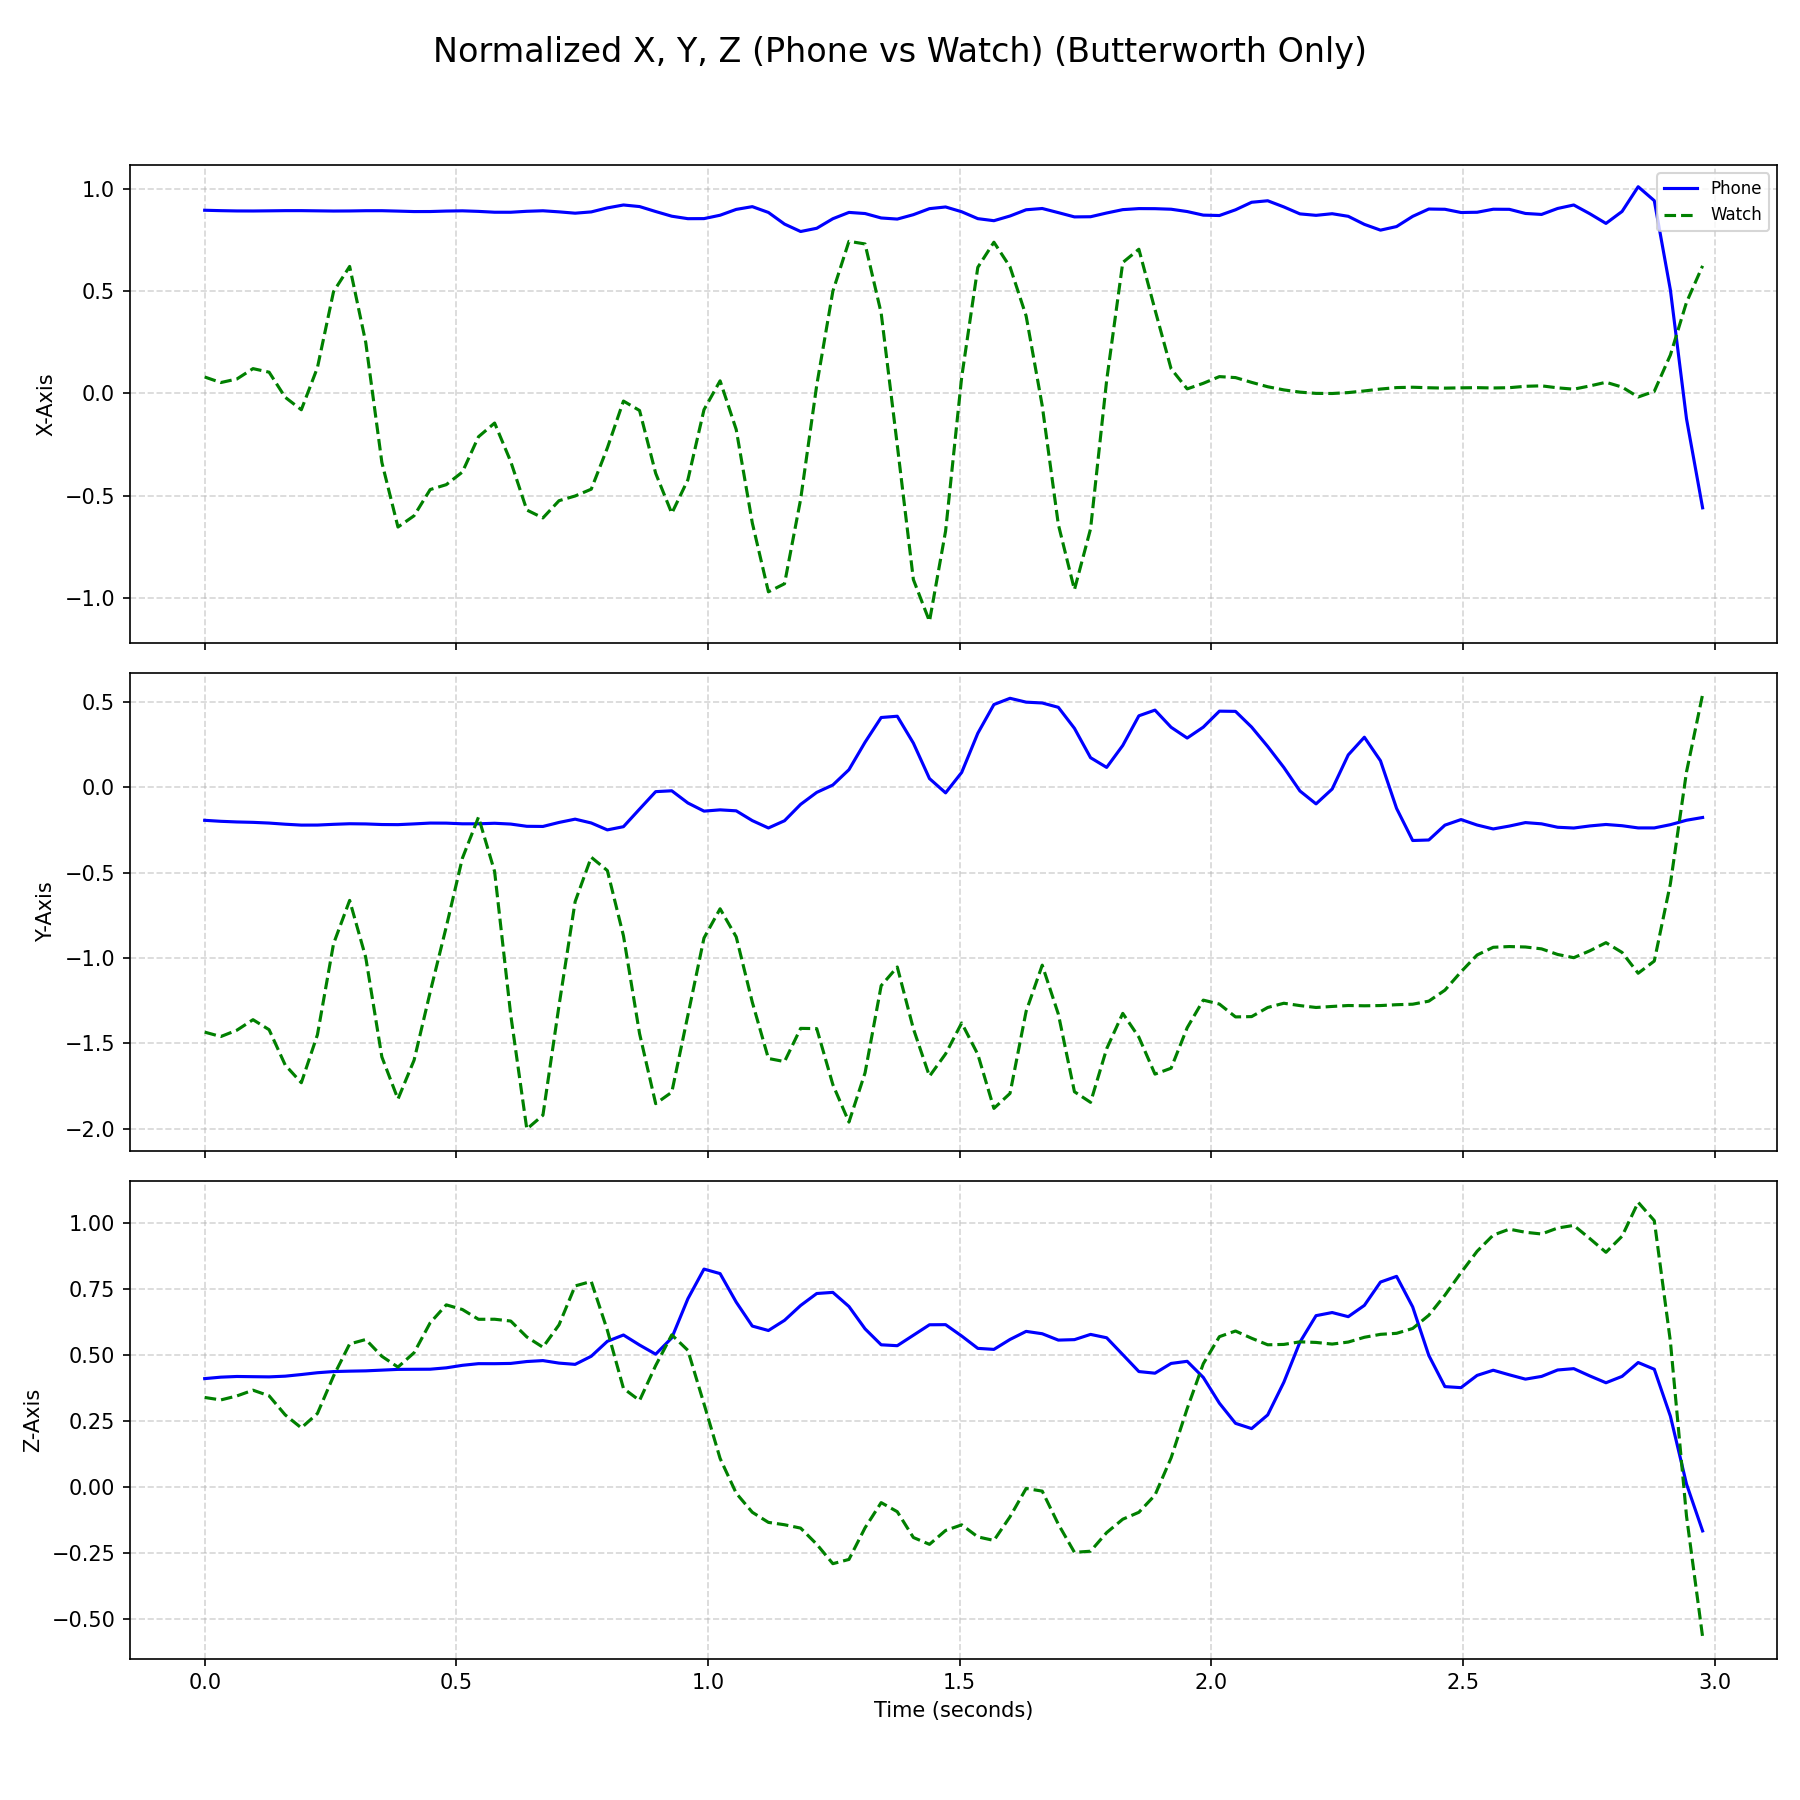 Normalized X, Y, Z (Phone vs Watch) (Butterworth Only)
Phone
Watch
1.0
0.5
0.0
−0.5
−1.0
X-Axis
0.5
0.0
−0.5
−1.0
−1.5
−2.0
Y-Axis
1.00
0.75
0.50
0.25
0.00
−0.25
−0.50
Z-Axis
0.0 0.5 1.0 1.5 2.0 2.5 3.0
Time (seconds)